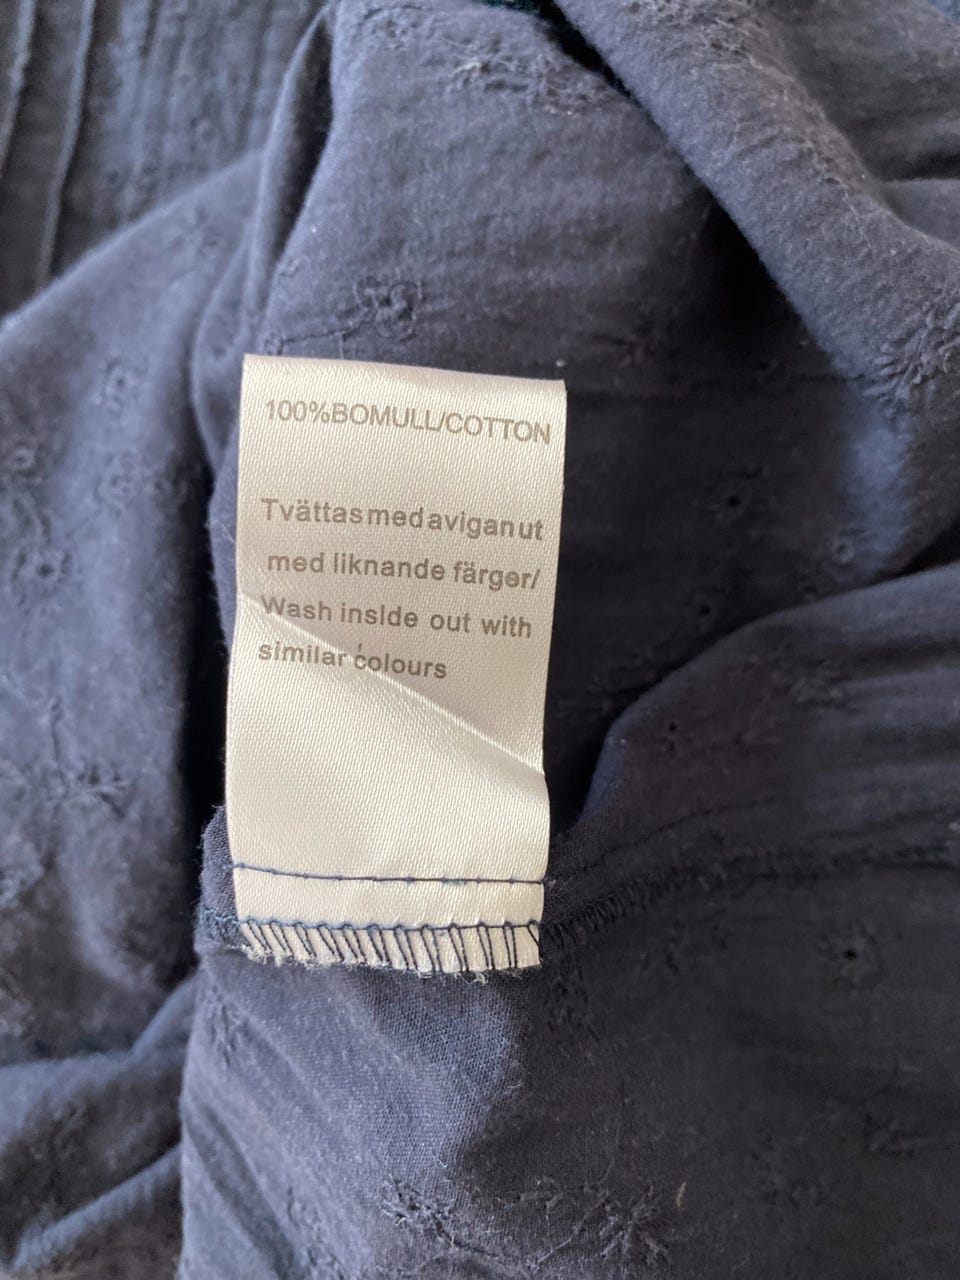 100%BOMULL/COTTON
Tvättas med avigan ut
med liknande färger/
Wash inside out with
similar colours